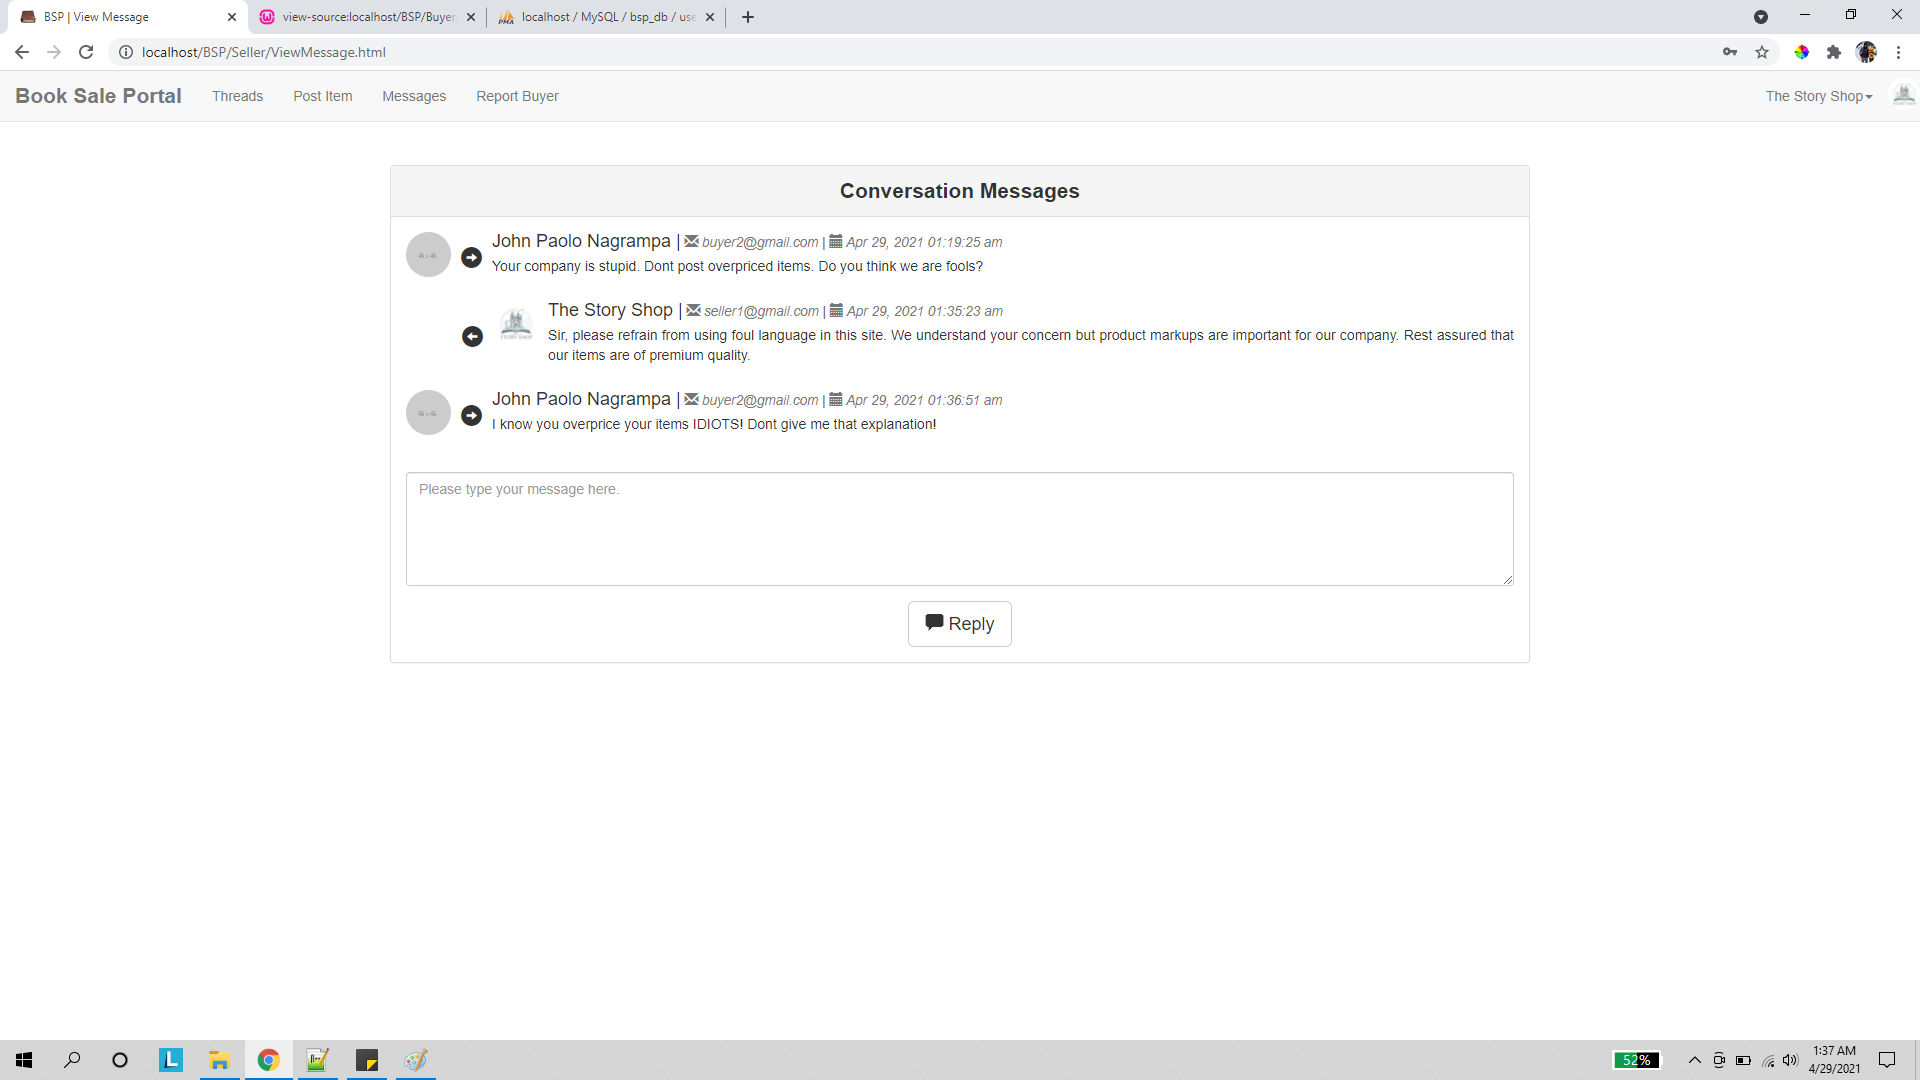 BSP | View Message
view-source:localhost/BSP/Buyer
localhost / MySQL / bsp_db / use
localhost/BSP/Seller/ViewMessage.html
Book Sale Portal
Threads
Post Item
Messages
Report Buyer
The Story Shop
Conversation Messages
John Paolo Nagrampa | buyer2@gmail.com | Apr 29, 2021 01:19:25 am
Your company is stupid. Dont post overpriced items. Do you think we are fools?
The Story Shop | seller1@gmail.com | Apr 29, 2021 01:35:23 am
Sir, please refrain from using foul language in this site. We understand your concern but product markups are important for our company. Rest assured that
our items are of premium quality.
John Paolo Nagrampa | buyer2@gmail.com | Apr 29, 2021 01:36:51 am
I know you overprice your items IDIOTS! Dont give me that explanation!
Please type your message here.
Reply
52%
1:37 AM
4/29/2021